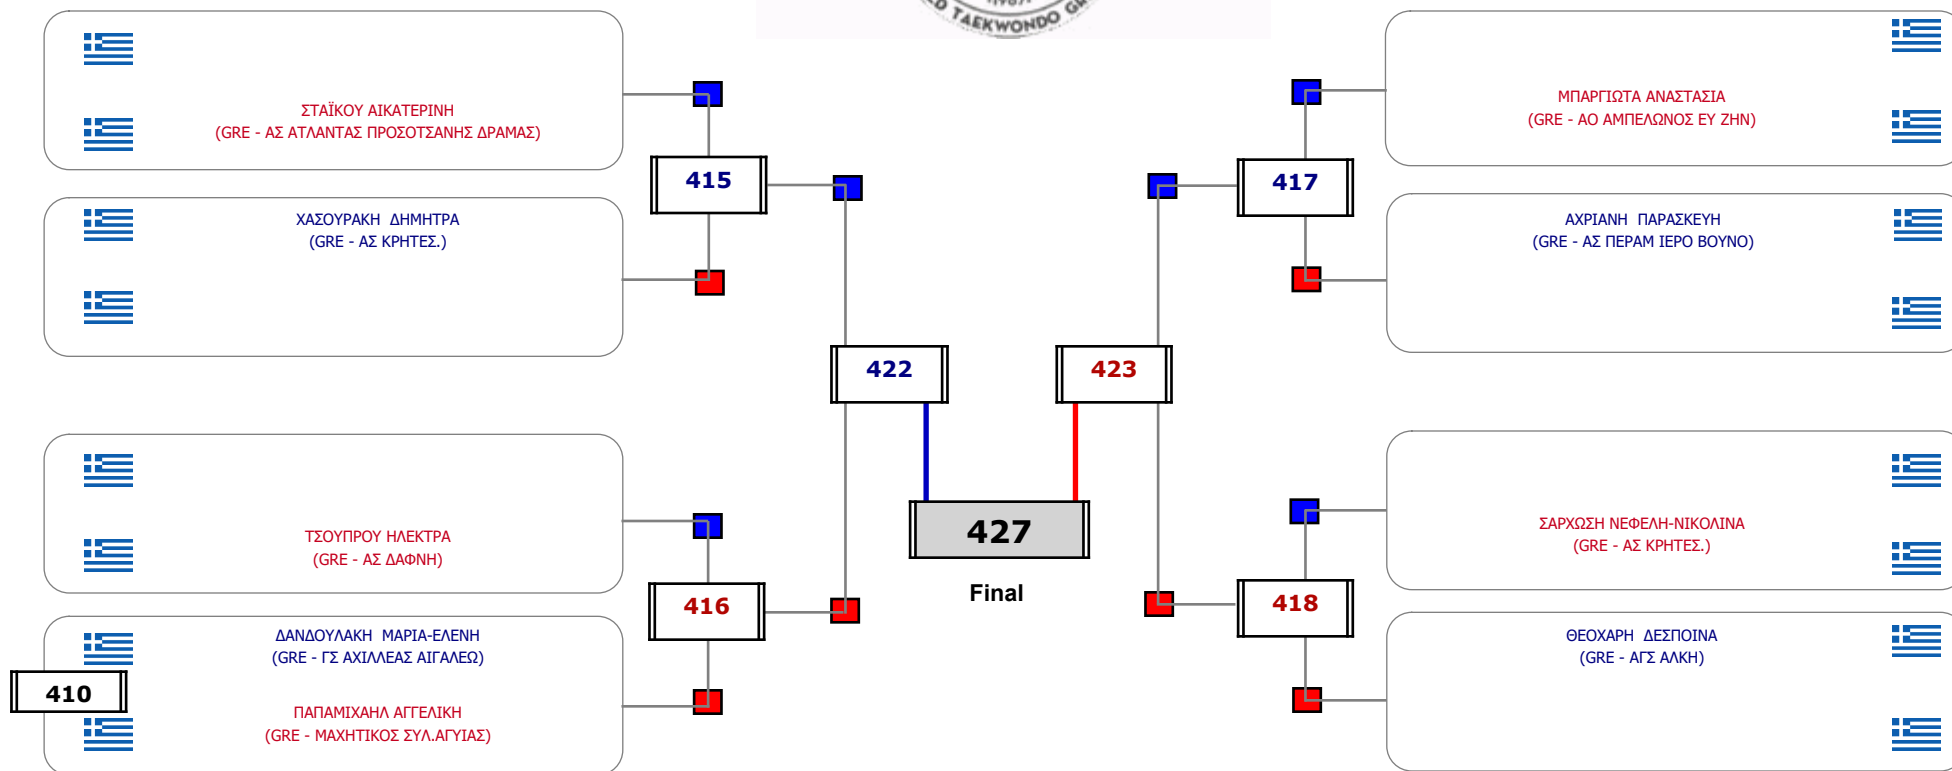 TAEKWONDO
ΣΤΑΪΚΟΥ ΑΙΚΑΤΕΡΙΝΗ
(GRE - ΑΣ ΑΤΛΑΝΤΑΣ ΠΡΟΣΟΤΣΑΝΗΣ ΔΡΑΜΑΣ)
415
ΧΑΣΟΥΡΑΚΗ ΔΗΜΗΤΡΑ
(GRE - ΑΣ ΚΡΗΤΕΣ.)
422
ΤΣΟΥΠΡΟΥ ΗΛΕΚΤΡΑ
(GRE - ΑΣ ΔΑΦΝΗ)
416
ΔΑΝΔΟΥΛΑΚΗ ΜΑΡΙΑ-ΕΛΕΝΗ
(GRE - ΓΣ ΑΧΙΛΛΕΑΣ ΑΙΓΑΛΕΩ)
410
ΠΑΠΑΜΙΧΑΗΛ ΑΓΓΕΛΙΚΗ
(GRE - ΜΑΧΗΤΙΚΟΣ ΣΥΛ.ΑΓΥΙΑΣ)
427
Final
ΜΠΑΡΓΙΩΤΑ ΑΝΑΣΤΑΣΙΑ
(GRE - ΑΟ ΑΜΠΕΛΩΝΟΣ ΕΥ ΖΗΝ)
417
ΑΧΡΙΑΝΗ ΠΑΡΑΣΚΕΥΗ
(GRE - ΑΣ ΠΕΡΑΜ ΙΕΡΟ ΒΟΥΝΟ)
423
ΣΑΡΧΩΣΗ ΝΕΦΕΛΗ-ΝΙΚΟΛΙΝΑ
(GRE - ΑΣ ΚΡΗΤΕΣ.)
418
ΘΕΟΧΑΡΗ ΔΕΣΠΟΙΝΑ
(GRE - ΑΓΣ ΑΛΚΗ)